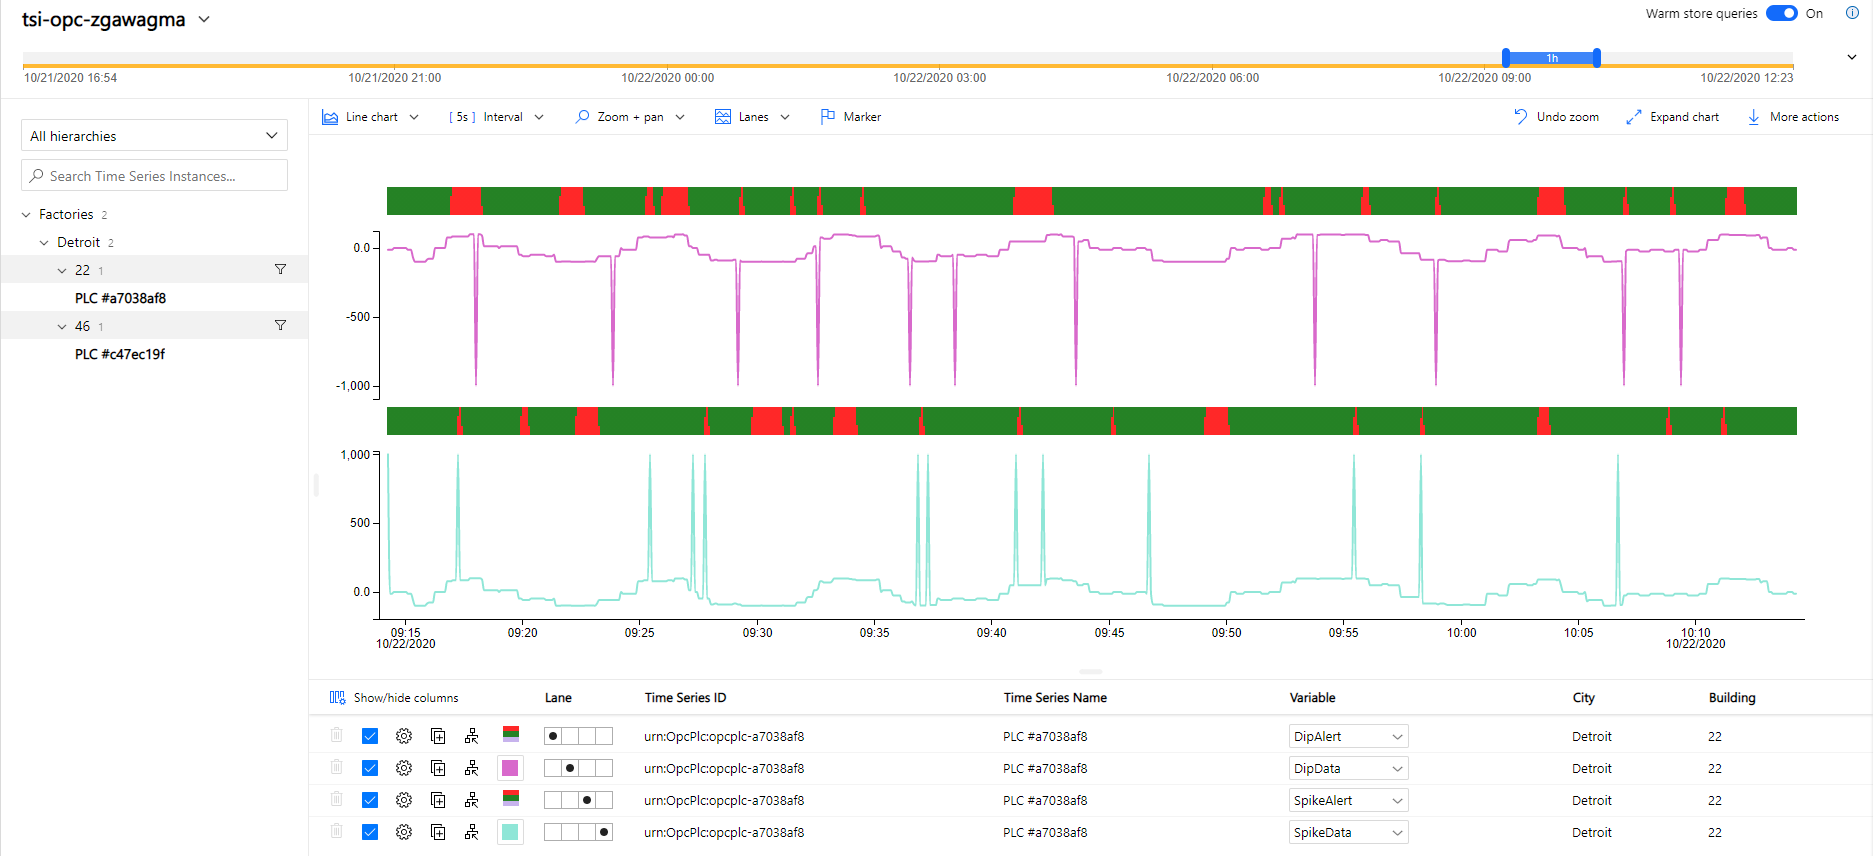 tsi-opc-zgawagma
Warm store queries On
1h
10/21/2020 16:54 10/21/2020 21:00 10/22/2020 00:00 10/22/2020 03:00 10/22/2020 06:00 10/22/2020 09:00 10/22/2020 12:23
All hierarchies
Search Time Series Instances...
Factories 2
Detroit 2
22 1
PLC #a7038af8
46 1
PLC #c47ec19f
Line chart [ 5s ] Interval Zoom + pan Lanes Marker Undo zoom Expand chart More actions
0.0
-500
-1,000
1,000
500
0.0
09:15 09:20 09:25 09:30 09:35 09:40 09:45 09:50 09:55 10:00 10:05 10:10
10/22/2020 10/22/2020
Show/hide columns Lane Time Series ID Time Series Name Variable City Building
urn:OpcPlc:opcplc-a7038af8 PLC #a7038af8 DipAlert Detroit 22
urn:OpcPlc:opcplc-a7038af8 PLC #a7038af8 DipData Detroit 22
urn:OpcPlc:opcplc-a7038af8 PLC #a7038af8 SpikeAlert Detroit 22
urn:OpcPlc:opcplc-a7038af8 PLC #a7038af8 SpikeData Detroit 22